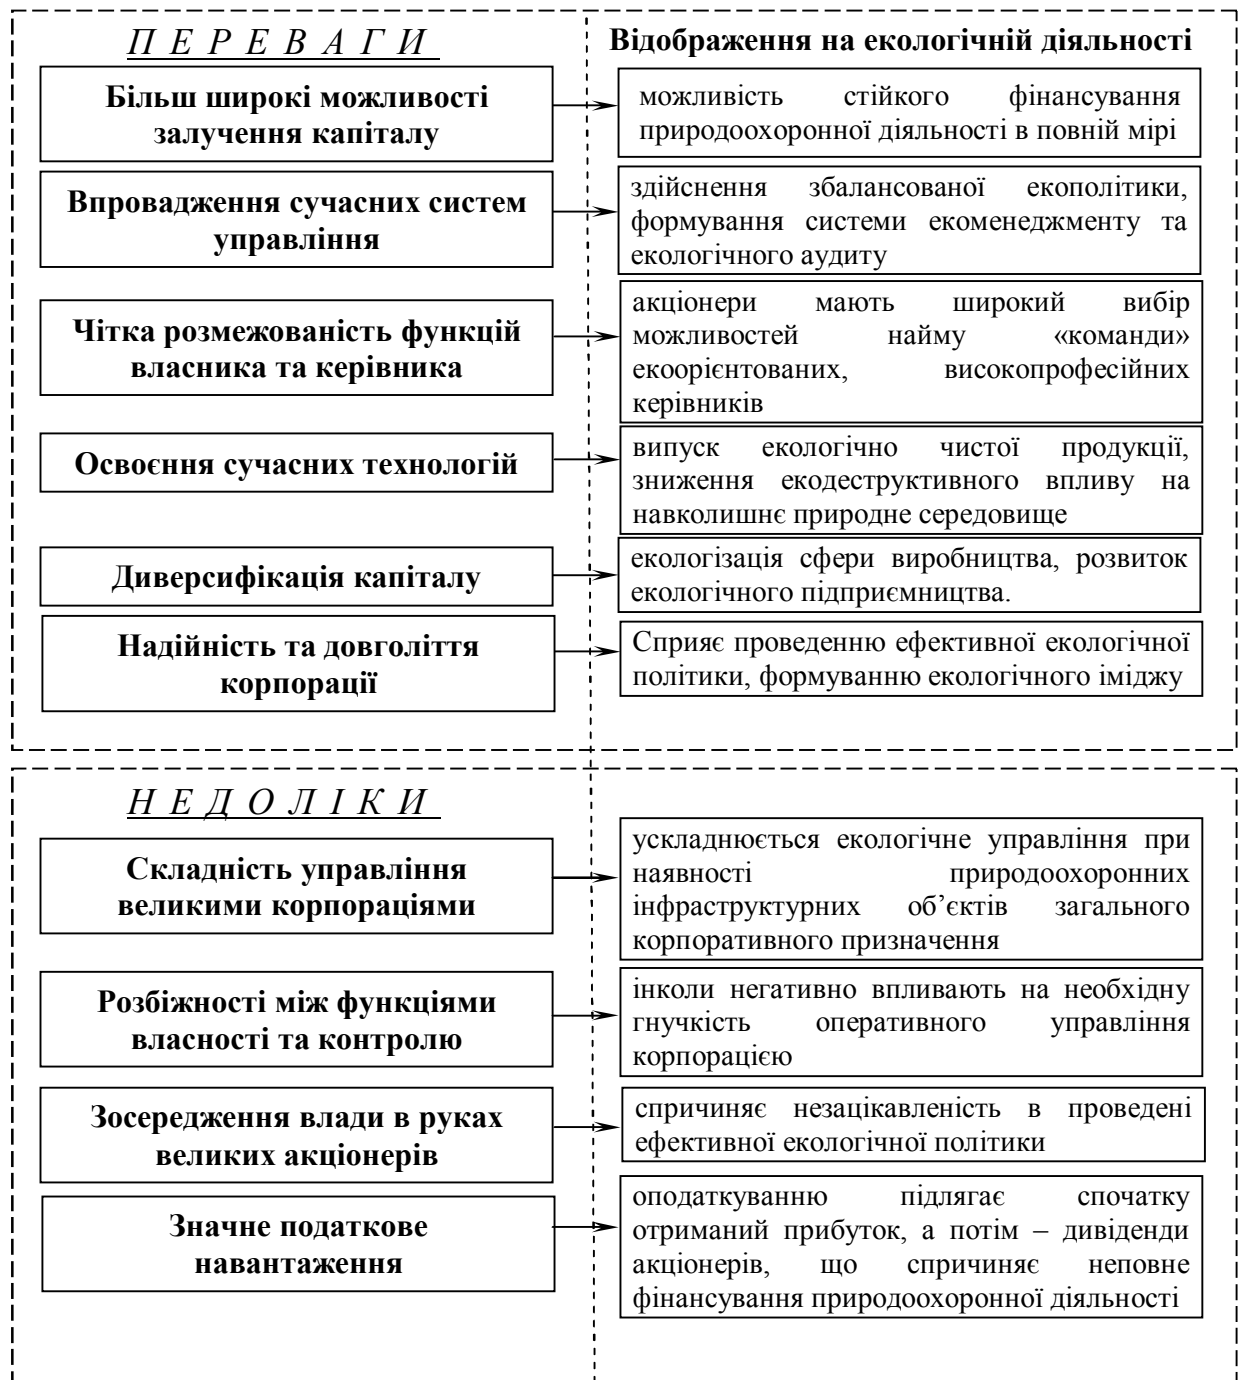 ПЕРЕВАГИ
Відображення на екологічній діяльності
Більш широкі можливості
залучення капіталу
можливість стійкого фінансування
природоохоронної діяльності в повній мірі
Впровадження сучасних систем
управління
здійснення збалансованої екополітики,
формування системи екоменеджменту та
екологічного аудиту
Чітка розмежованість функцій
власника та керівника
акціонери мають широкий вибір
можливостей найму «команди»
екоорієнтованих, високопрофесійних
керівників
Освоєння сучасних технологій
випуск екологічно чистої продукції,
зниження екодеструктивного впливу на
навколишнє природне середовище
Диверсифікація капіталу
екологізація сфери виробництва, розвиток
екологічного підприємництва.
Надійність та довголіття
корпорації
Сприяє проведенню ефективної екологічної
політики, формуванню екологічного іміджу
НЕДОЛІКИ
Складність управління
великими корпораціями
ускладнюється екологічне управління при
наявності природоохоронних
інфраструктурних об’єктів загального
корпоративного призначення
Розбіжності між функціями
власності та контролю
інколи негативно впливають на необхідну
гнучкість оперативного управління
корпорацією
Зосередження влади в руках
великих акціонерів
спричиняє незацікавленість в проведені
ефективної екологічної політики
Значне податкове
навантаження
оподаткуванню підлягає спочатку
отриманий прибуток, а потім – дивіденди
акціонерів, що спричиняє неповне
фінансування природоохоронної діяльності